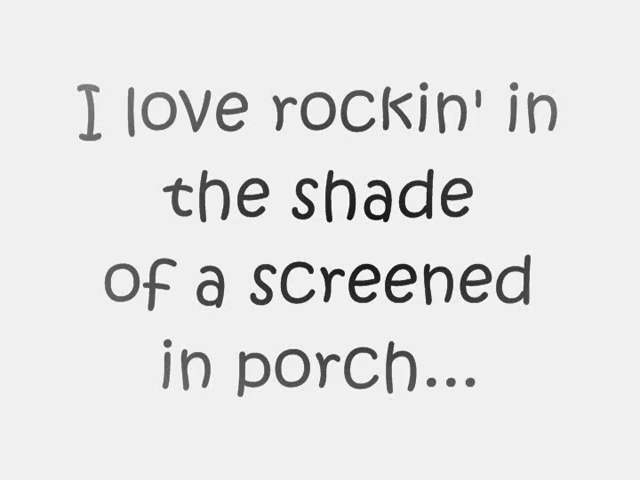 I love rockin' in
the shade
of a screened
in porch...